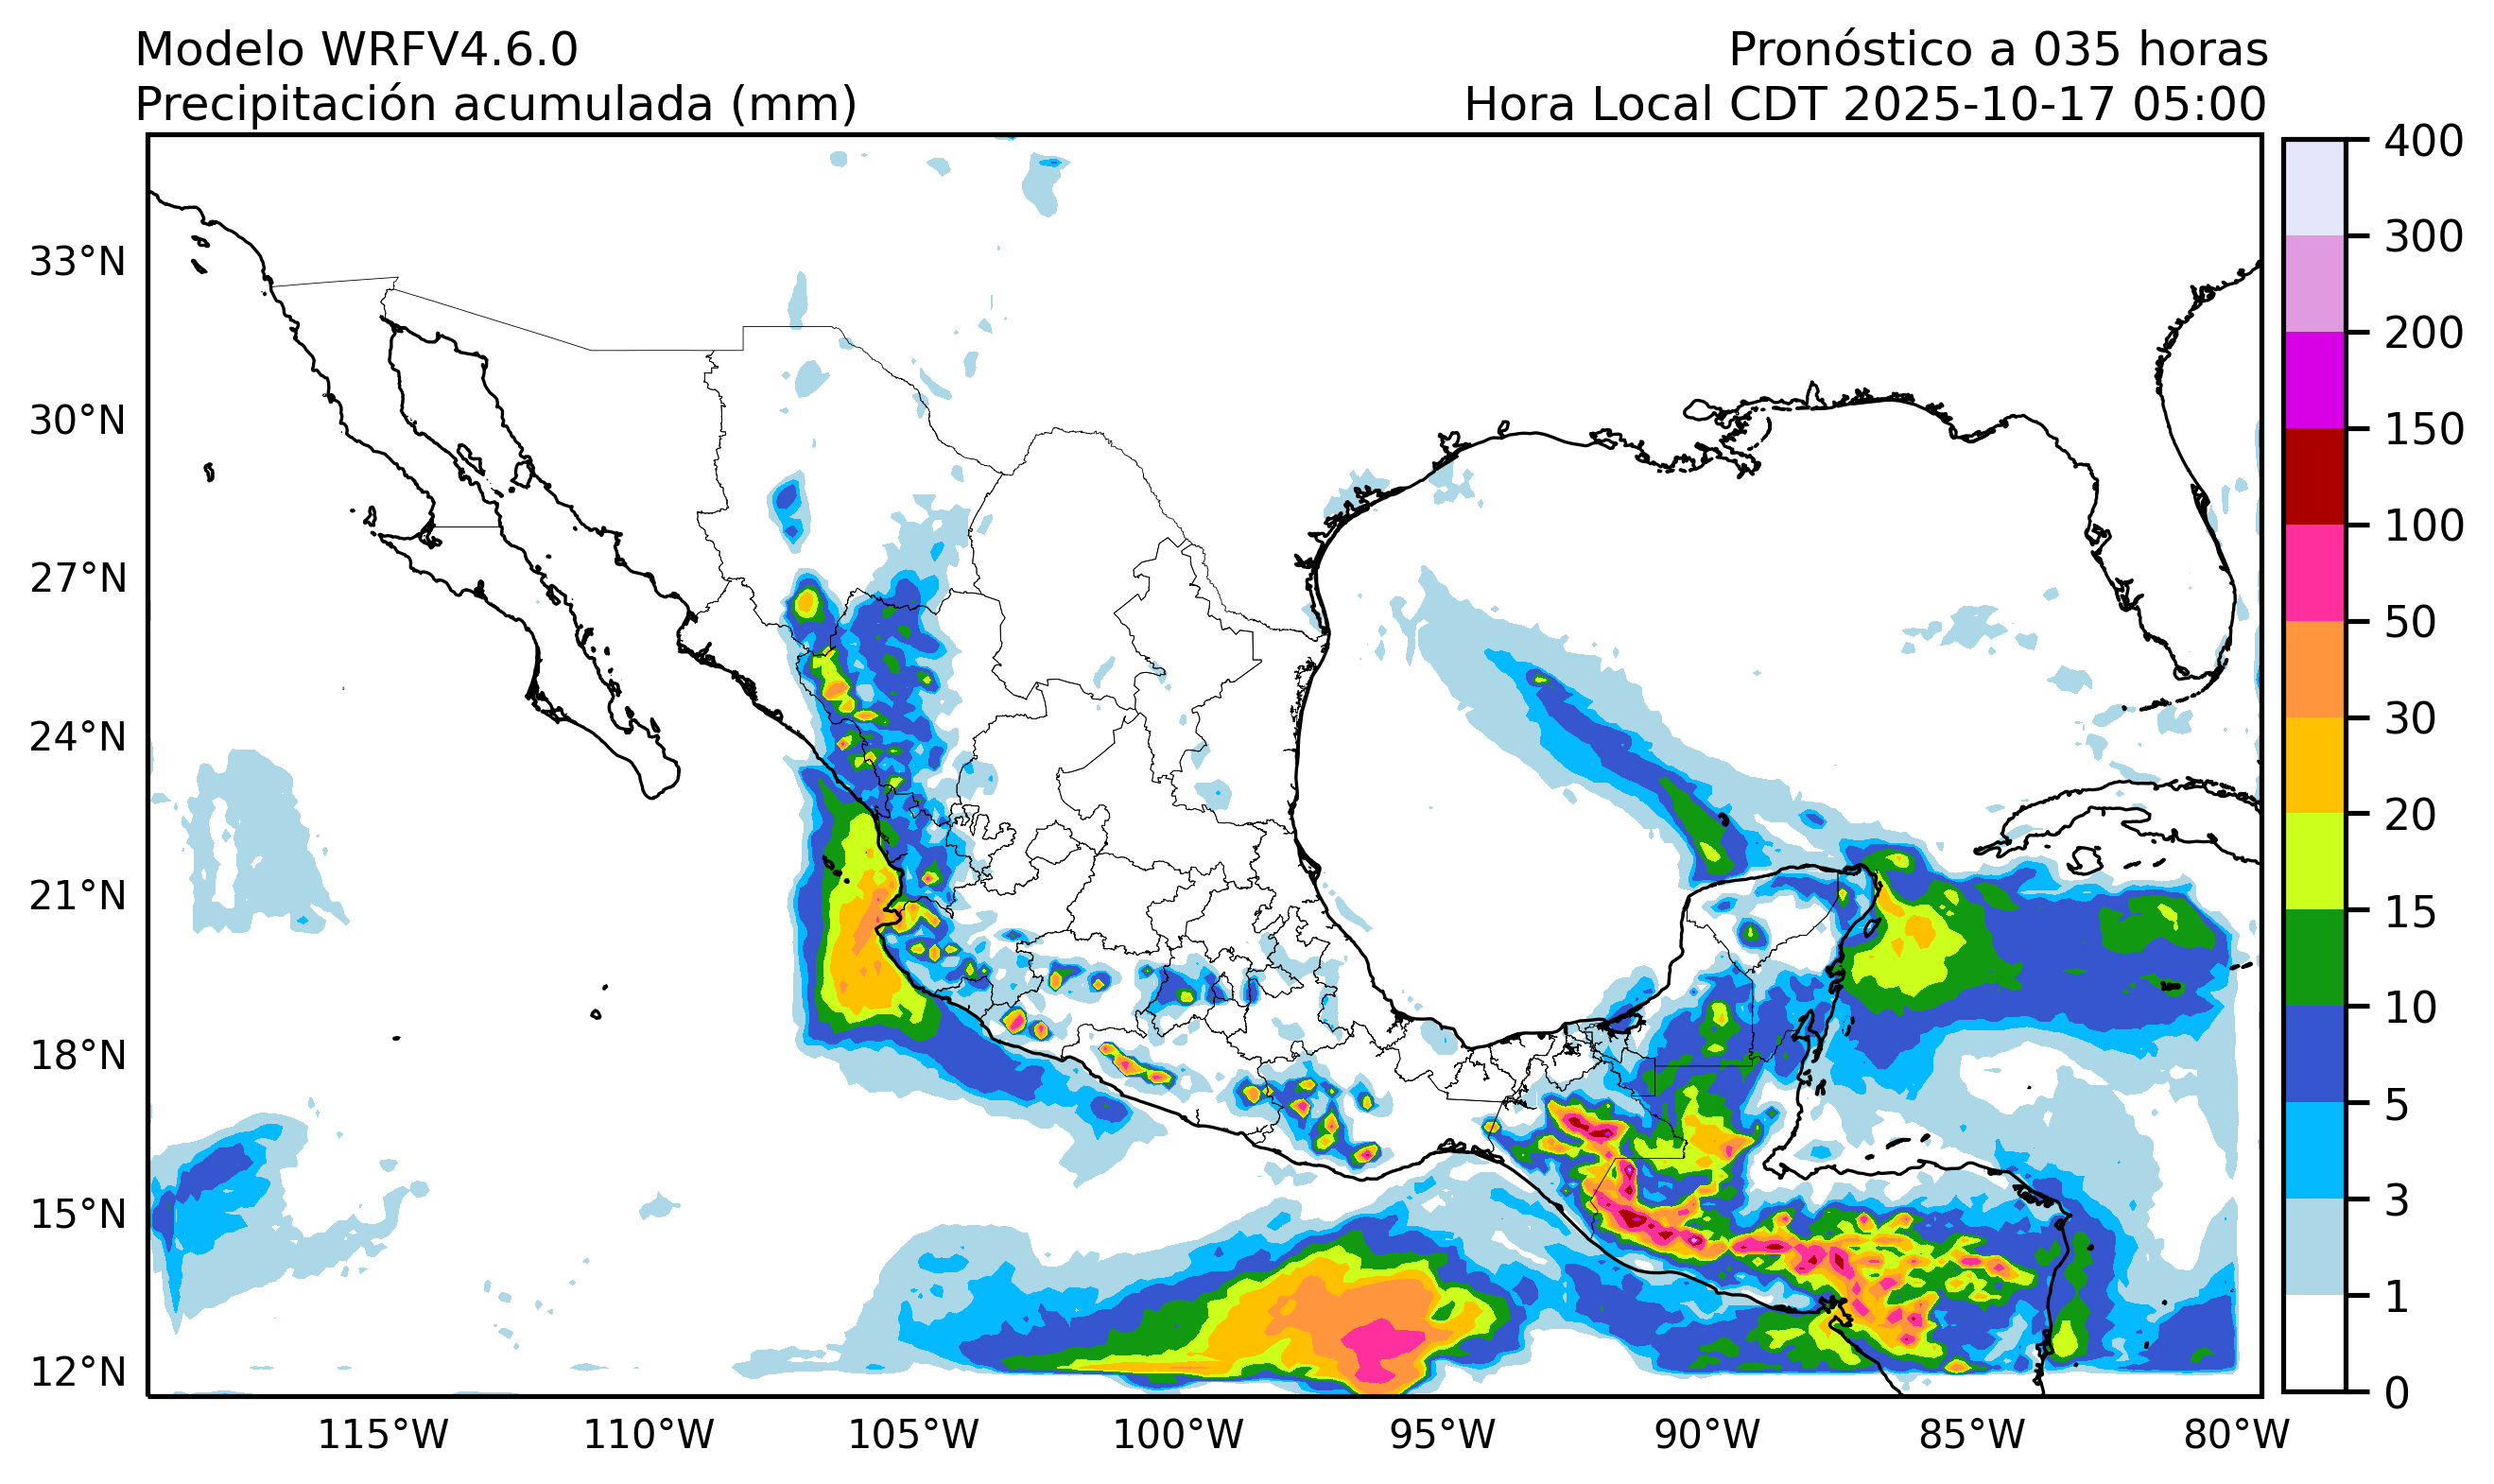 Modelo WRFV4.6.0
Pronóstico a 035 horas
Precipitación acumulada (mm)
Hora Local CDT 2025-10-17 05:00
33°N
30°N
27°N
24°N
21°N
18°N
15°N
12°N
115°W
110°W
105°W
100°W
95°W
90°W
85°W
80°W
400
300
200
150
100
50
30
20
15
10
5
3
1
0